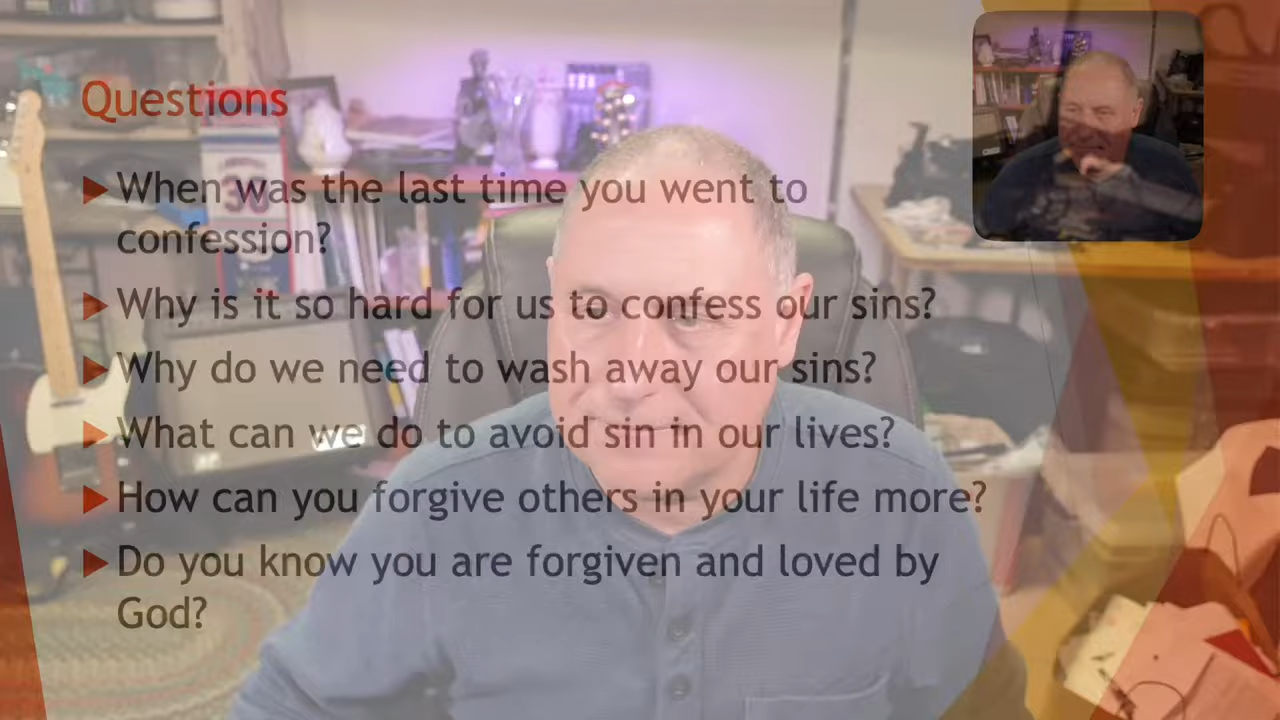 Questions
When was the last time you went to
confession?
Why is it so hard for us to confess our sins?
Why do we need to wash away our sins?
What can we do to avoid sin in our lives?
How can you forgive others in your life more?
Do you know you are forgiven and loved by
God?
30